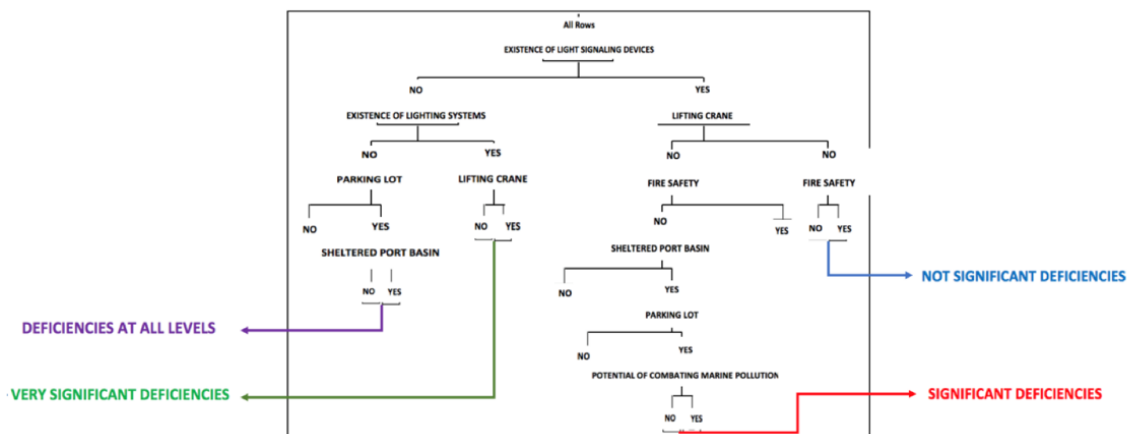 All Rows
EXISTENCE OF LIGHT SIGNALING DEVICES
NO YES
EXISTENCE OF LIGHTING SYSTEMS LIFTING CRANE
NO YES NO NO
PARKING LOT LIFTING CRANE FIRE SAFETY FIRE SAFETY
NO YES NO YES NO YES NO YES
SHELTERED PORT BASIN SHELTERED PORT BASIN
NO YES NO YES
NOT SIGNIFICANT DEFICIENCIES
PARKING LOT
DEFICIENCIES AT ALL LEVELS
NO YES
POTENTIAL OF COMBATING MARINE POLLUTION
VERY SIGNIFICANT DEFICIENCIES SIGNIFICANT DEFICIENCIES
NO YES